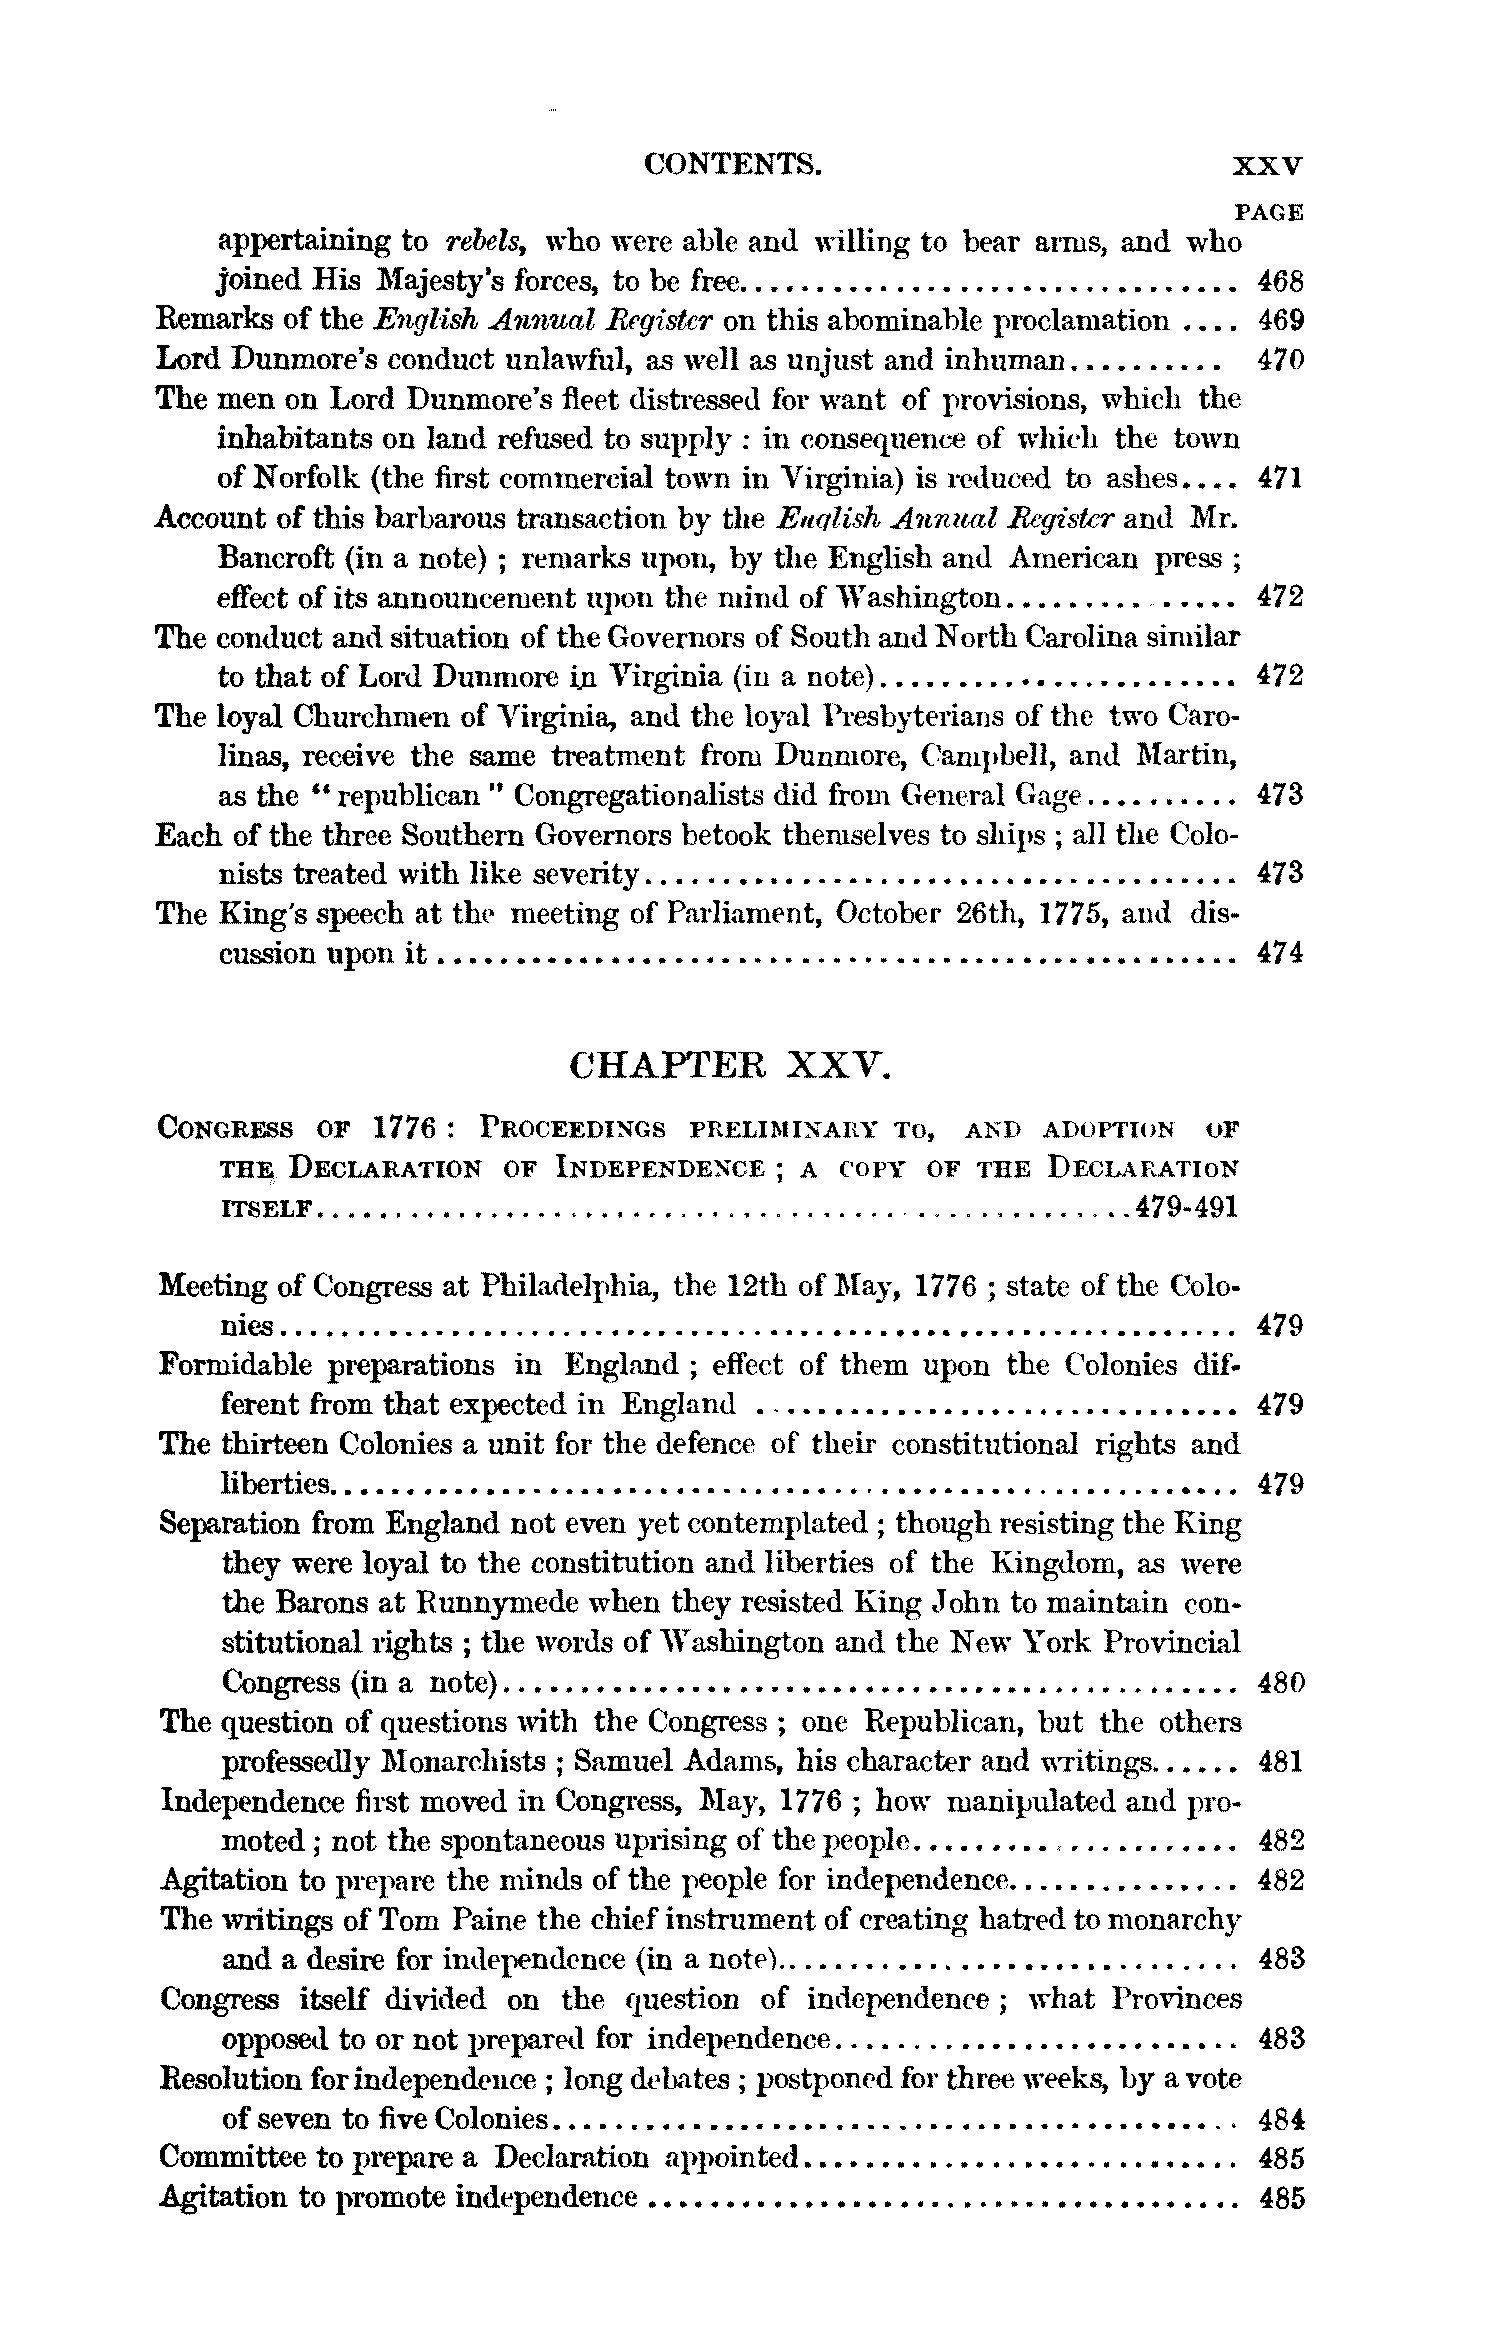 CONTENTS. XXV
PAGE
appertaining to rebels, who were able and willing to bear arms, and who
joined His Majesty's forces, to be free................................ 468
Remarks of the English Annual Register on this abominable proclamation .... 469
Lord Dunmore's conduct unlawful, as well as unjust and inhuman.......... 470
The men on Lord Dunmore's fleet distressed for want of provisions, which the
inhabitants on land refused to supply : in consequence of which the town
of Norfolk (the first commercial town in Virginia) is reduced to ashes.... 471
Account of this barbarous transaction by the English Annual Register and Mr.
Bancroft (in a note) ; remarks upon, by the English and American press ;
effect of its announcement upon the mind of Washington............... 472
The conduct and situation of the Governors of South and North Carolina similar
to that of Lord Dunmore in Virginia (in a note)....................... 472
The loyal Churchmen of Virginia, and the loyal Presbyterians of the two Caro-
linas, receive the same treatment from Dunmore, Campbell, and Martin,
as the "republican" Congregationalists did from General Gage.......... 473
Each of the three Southern Governors betook themselves to ships ; all the Colo-
nists treated with like severity...................................... 473
The King's speech at the meeting of Parliament, October 26th, 1775, and dis-
cussion upon it ................................................... 474
CHAPTER XXV.
CONGRESS OF 1776 : PROCEEDINGS PRELIMINARY TO, AND ADOPTION OF
THE DECLARATION OF INDEPENDENCE ; A COPY OF THE DECLARATION
ITSELF....................................................479-491
Meeting of Congress at Philadelphia, the 12th of May, 1776 ; state of the Colo-
nies............................................................. 479
Formidable preparations in England ; effect of them upon the Colonies dif-
ferent from that expected in England ............................... 479
The thirteen Colonies a unit for the defence of their constitutional rights and
liberties.......................................................... 479
Separation from England not even yet contemplated ; though resisting the King
they were loyal to the constitution and liberties of the Kingdom, as were
the Barons at Runnymede when they resisted King John to maintain con-
stitutional rights ; the words of Washington and the New York Provincial
Congress (in a note)............................................... 480
The question of questions with the Congress ; one Republican, but the others
professedly Monarchists ; Samuel Adams, his character and writings...... 481
Independence first moved in Congress, May, 1776 ; how manipulated and pro-
moted ; not the spontaneous uprising of the people..................... 482
Agitation to prepare the minds of the people for independence............... 482
The writings of Tom Paine the chief instrument of creating hatred to monarchy
and a desire for independence (in a note).............................. 483
Congress itself divided on the question of independence ; what Provinces
opposed to or not prepared for independence.......................... 483
Resolution for independence ; long debates ; postponed for three weeks, by a vote
of seven to five Colonies............................................ 484
Committee to prepare a Declaration appointed............................ 485
Agitation to promote independence ...................................... 485